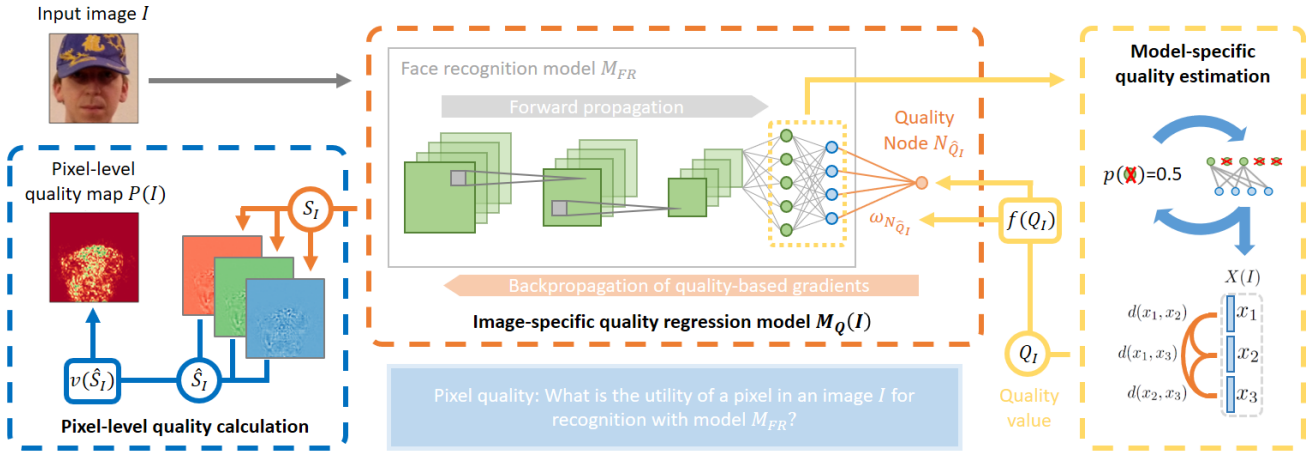 Input image I
Face recognition model M_FR
Forward propagation
Quality
Node N_Q̂_I
ω_N_Q̂_I
f(Q_I)
Backpropagation of quality-based gradients
Image-specific quality regression model M_Q(I)
Pixel quality: What is the utility of a pixel in an image I for
recognition with model M_FR?
Pixel-level
quality map P(I)
S_I
Ŝ_I
v(Ŝ_I)
Pixel-level quality calculation
Model-specific
quality estimation
p( )=0.5
X(I)
d(x₁, x₂)
x₁
d(x₁, x₃)
x₂
d(x₂, x₃)
x₃
Q_I
Quality
value